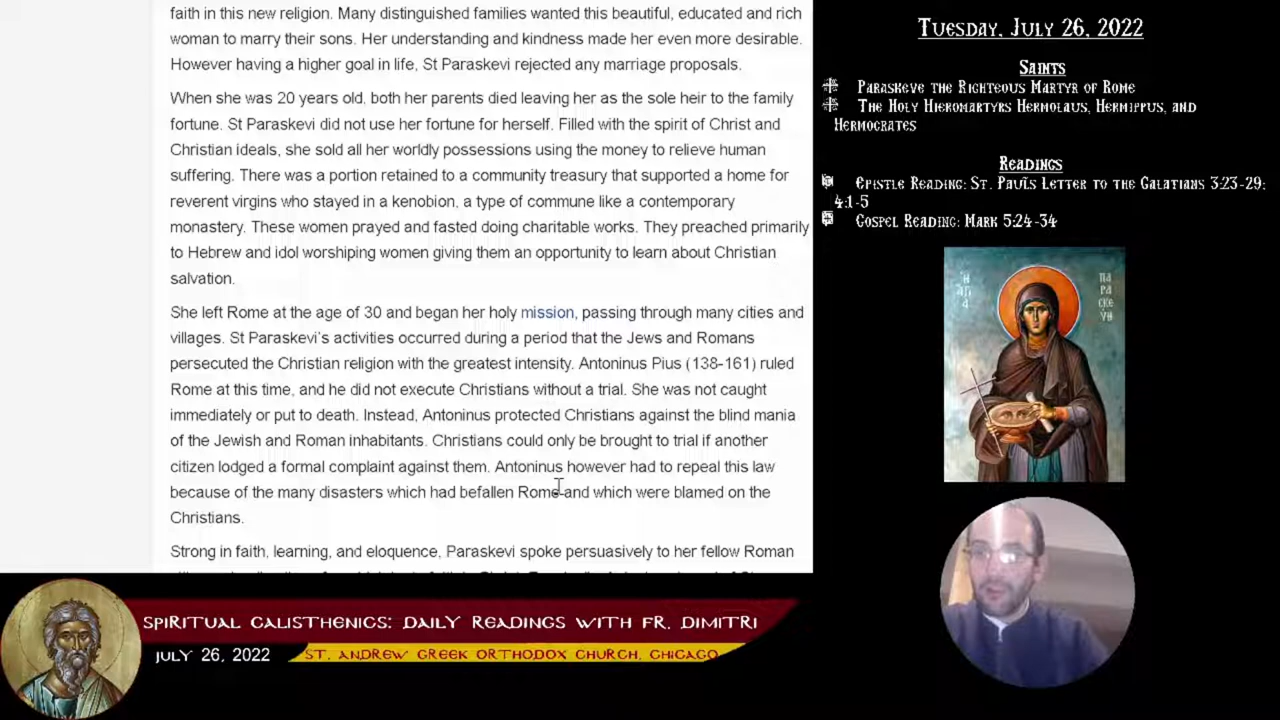 faith in this new religion. Many distinguished families wanted this beautiful, educated and rich
woman to marry their sons. Her understanding and kindness made her even more desirable.
However having a higher goal in life, St Paraskevi rejected any marriage proposals.
When she was 20 years old, both her parents died leaving her as the sole heir to the family
fortune. St Paraskevi did not use her fortune for herself. Filled with the spirit of Christ and
Christian ideals, she sold all her worldly possessions using the money to relieve human
suffering. There was a portion retained to a community treasury that supported a home for
reverent virgins who stayed in a kenobion, a type of commune like a contemporary
monastery. These women prayed and fasted doing charitable works. They preached primarily
to Hebrew and idol worshiping women giving them an opportunity to learn about Christian
salvation.
She left Rome at the age of 30 and began her holy mission, passing through many cities and
villages. St Paraskevi's activities occurred during a period that the Jews and Romans
persecuted the Christian religion with the greatest intensity. Antoninus Pius (138-161) ruled
Rome at this time, and he did not execute Christians without a trial. She was not caught
immediately or put to death. Instead, Antoninus protected Christians against the blind mania
of the Jewish and Roman inhabitants. Christians could only be brought to trial if another
citizen lodged a formal complaint against them. Antoninus however had to repeal this law
because of the many disasters which had befallen Rome and which were blamed on the
Christians.
Strong in faith, learning, and eloquence, Paraskevi spoke persuasively to her fellow Roman
Tuesday, July 26, 2022
Saints
Paraskeve the Righteous Martyr of Rome
The Holy Hieromartyrs Hermolaus, Hermippus, and
Hermocrates
Readings
Epistle Reading: St. Paul's Letter to the Galatians 3:23-29;
4:1-5
Gospel Reading: Mark 5:24-34
Ἡ ἉΓΙΑ
ΠΑΡΑΣΚΕΥΗ
SPIRITUAL CALISTHENICS: DAILY READINGS WITH FR. DIMITRI
JULY 26, 2022
ST. ANDREW GREEK ORTHODOX CHURCH, CHICAGO